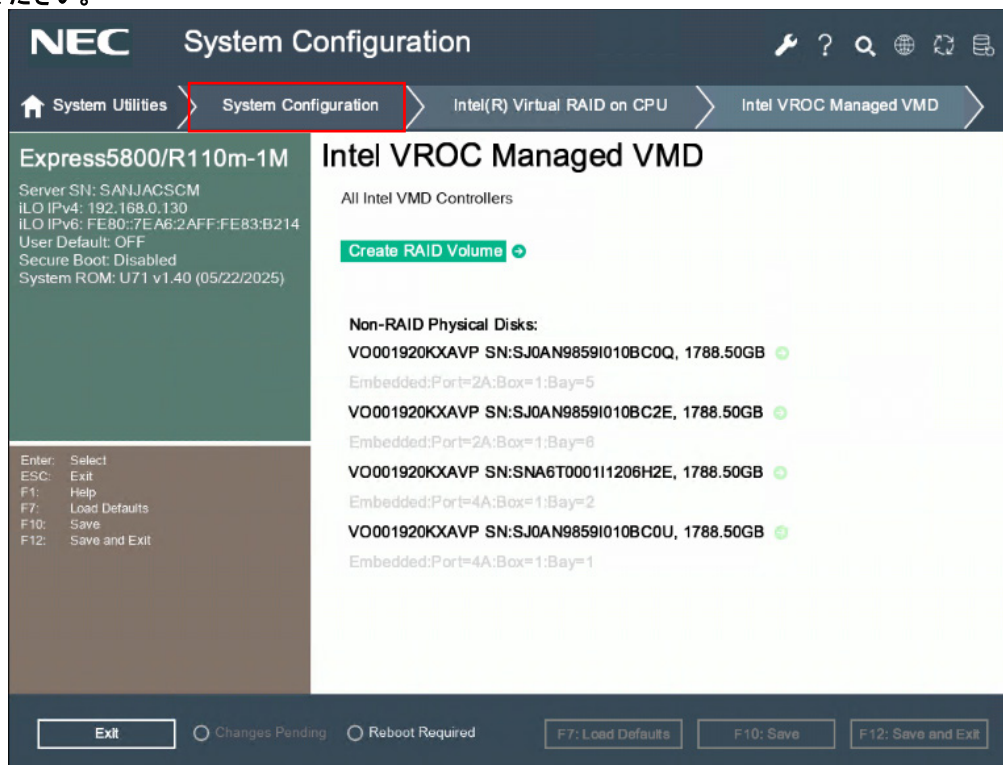 ださい。
NEC System Configuration
System Utilities System Configuration Intel(R) Virtual RAID on CPU Intel VROC Managed VMD
Express5800/R110m-1M
Server SN: SANJACSCM
iLO IPv4: 192.168.0.130
iLO IPv6: FE80::7EA6:2AFF:FE83:B214
User Default: OFF
Secure Boot: Disabled
System ROM: U71 v1.40 (05/22/2025)
Enter: Select
ESC: Exit
F1: Help
F7: Load Defaults
F10: Save
F12: Save and Exit
Intel VROC Managed VMD
All Intel VMD Controllers
Create RAID Volume
Non-RAID Physical Disks:
VO001920KXAVP SN:SJ0AN9859I010BC0Q, 1788.50GB
Embedded:Port=2A:Box=1:Bay=5
VO001920KXAVP SN:SJ0AN9859I010BC2E, 1788.50GB
Embedded:Port=2A:Box=1:Bay=6
VO001920KXAVP SN:SNA6T0001I1206H2E, 1788.50GB
Embedded:Port=4A:Box=1:Bay=2
VO001920KXAVP SN:SJ0AN9859I010BC0U, 1788.50GB
Embedded:Port=4A:Box=1:Bay=1
Exit Changes Pending Reboot Required F7: Load Defaults F10: Save F12: Save and Exit